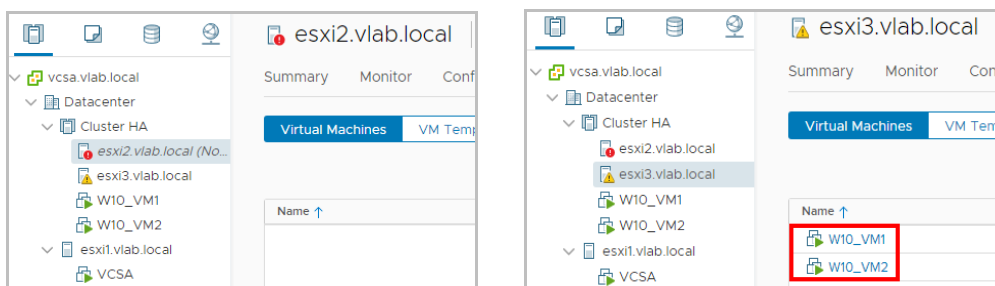 esxi2.vlab.local
Summary Monitor Conf
vcsa.vlab.local
Datacenter
Cluster HA
esxi2.vlab.local (No...
esxi3.vlab.local
W10_VM1
W10_VM2
esxi1.vlab.local
VCSA
Virtual Machines VM Temp
Name ↑
esxi3.vlab.local
Summary Monitor Con
vcsa.vlab.local
Datacenter
Cluster HA
esxi2.vlab.local
esxi3.vlab.local
W10_VM1
W10_VM2
esxi1.vlab.local
VCSA
Virtual Machines VM Tem
Name ↑
W10_VM1
W10_VM2